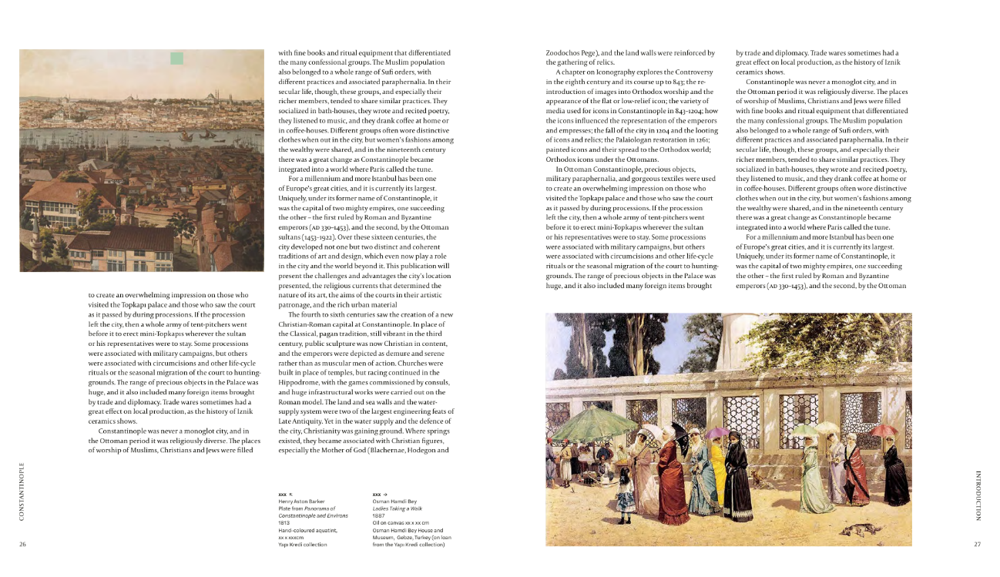 to create an overwhelming impression on those who
visited the Topkapı palace and those who saw the court
as it passed by during processions. If the procession
left the city, then a whole army of tent-pitchers went
before it to erect mini-Topkapıs wherever the sultan
or his representatives were to stay. Some processions
were associated with military campaigns, but others
were associated with circumcisions and other life-cycle
rituals or the seasonal migration of the court to hunting-
grounds. The range of precious objects in the Palace was
huge, and it also included many foreign items brought
by trade and diplomacy. Trade wares sometimes had a
great effect on local production, as the history of Iznik
ceramics shows.
Constantinople was never a monoglot city, and in
the Ottoman period it was religiously diverse. The places
of worship of Muslims, Christians and Jews were filled
with fine books and ritual equipment that differentiated
the many confessional groups. The Muslim population
also belonged to a whole range of Sufi orders, with
different practices and associated paraphernalia. In their
secular life, though, these groups, and especially their
richer members, tended to share similar practices. They
socialized in bath-houses, they wrote and recited poetry,
they listened to music, and they drank coffee at home or
in coffee-houses. Different groups often wore distinctive
clothes when out in the city, but women's fashions among
the wealthy were shared, and in the nineteenth century
there was a great change as Constantinople became
integrated into a world where Paris called the tune.
For a millennium and more Istanbul has been one
of Europe's great cities, and it is currently its largest.
Uniquely, under its former name of Constantinople, it
was the capital of two mighty empires, one succeeding
the other – the first ruled by Roman and Byzantine
emperors (AD 330–1453), and the second, by the Ottoman
sultans (1453–1922). Over these sixteen centuries, the
city developed not one but two distinct and coherent
traditions of art and design, which even now play a role
in the city and the world beyond it. This publication will
present the challenges and advantages the city's location
presented, the religious currents that determined the
nature of its art, the aims of the courts in their artistic
patronage, and the rich urban material
The fourth to sixth centuries saw the creation of a new
Christian-Roman capital at Constantinople. In place of
the Classical, pagan tradition, still vibrant in the third
century, public sculpture was now Christian in content,
and the emperors were depicted as demure and serene
rather than as muscular men of action. Churches were
built in place of temples, but racing continued in the
Hippodrome, with the games commissioned by consuls,
and huge infrastructural works were carried out on the
Roman model. The land and sea walls and the water-
supply system were two of the largest engineering feats of
Late Antiquity. Yet in the water supply and the defence of
the city, Christianity was gaining ground. Where springs
existed, they became associated with Christian figures,
especially the Mother of God (Blachernae, Hodegon and
xxx ↖
Henry Aston Barker
Plate from Panorama of
Constantinople and Environs
1813
Hand-coloured aquatint,
xx x xxxcm
Yapı Kredi collection
xxx →
Osman Hamdi Bey
Ladies Taking a Walk
1887
Oil on canvas xx x xx cm
Osman Hamdi Bey House and
Museum, Gebze, Turkey (on loan
from the Yapı Kredi collection)
CONSTANTINOPLE
26
Zoodochos Pege), and the land walls were reinforced by
the gathering of relics.
A chapter on Iconography explores the Controversy
in the eighth century and its course up to 843; the re-
introduction of images into Orthodox worship and the
appearance of the flat or low-relief icon; the variety of
media used for icons in Constantinople in 843–1204; how
the icons influenced the representation of the emperors
and empresses; the fall of the city in 1204 and the looting
of icons and relics; the Palaiologan restoration in 1261;
painted icons and their spread to the Orthodox world;
Orthodox icons under the Ottomans.
In Ottoman Constantinople, precious objects,
military paraphernalia, and gorgeous textiles were used
to create an overwhelming impression on those who
visited the Topkapı palace and those who saw the court
as it passed by during processions. If the procession
left the city, then a whole army of tent-pitchers went
before it to erect mini-Topkapıs wherever the sultan
or his representatives were to stay. Some processions
were associated with military campaigns, but others
were associated with circumcisions and other life-cycle
rituals or the seasonal migration of the court to hunting-
grounds. The range of precious objects in the Palace was
huge, and it also included many foreign items brought
by trade and diplomacy. Trade wares sometimes had a
great effect on local production, as the history of Iznik
ceramics shows.
Constantinople was never a monoglot city, and in
the Ottoman period it was religiously diverse. The places
of worship of Muslims, Christians and Jews were filled
with fine books and ritual equipment that differentiated
the many confessional groups. The Muslim population
also belonged to a whole range of Sufi orders, with
different practices and associated paraphernalia. In their
secular life, though, these groups, and especially their
richer members, tended to share similar practices. They
socialized in bath-houses, they wrote and recited poetry,
they listened to music, and they drank coffee at home or
in coffee-houses. Different groups often wore distinctive
clothes when out in the city, but women's fashions among
the wealthy were shared, and in the nineteenth century
there was a great change as Constantinople became
integrated into a world where Paris called the tune.
For a millennium and more Istanbul has been one
of Europe's great cities, and it is currently its largest.
Uniquely, under its former name of Constantinople, it
was the capital of two mighty empires, one succeeding
the other – the first ruled by Roman and Byzantine
emperors (AD 330–1453), and the second, by the Ottoman
INTRODUCTION
27